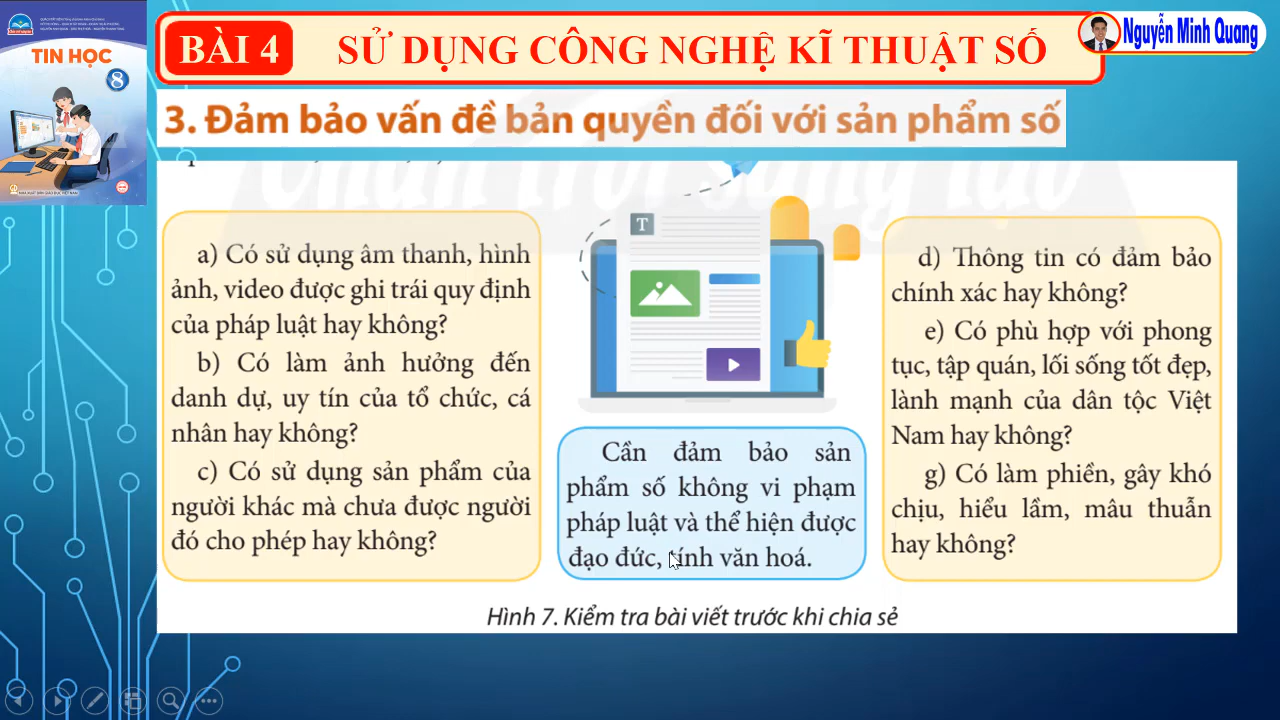 TIN HỌC
8
BÀI 4
SỬ DỤNG CÔNG NGHỆ KĨ THUẬT SỐ
Nguyễn Minh Quang
3. Đảm bảo vấn đề bản quyền đối với sản phẩm số
a) Có sử dụng âm thanh, hình
ảnh, video được ghi trái quy định
của pháp luật hay không?
b) Có làm ảnh hưởng đến
danh dự, uy tín của tổ chức, cá
nhân hay không?
c) Có sử dụng sản phẩm của
người khác mà chưa được người
đó cho phép hay không?
T
Cần đảm bảo sản
phẩm số không vi phạm
pháp luật và thể hiện được
đạo đức, tính văn hoá.
d) Thông tin có đảm bảo
chính xác hay không?
e) Có phù hợp với phong
tục, tập quán, lối sống tốt đẹp,
lành mạnh của dân tộc Việt
Nam hay không?
g) Có làm phiền, gây khó
chịu, hiểu lầm, mâu thuẫn
hay không?
Hình 7. Kiểm tra bài viết trước khi chia sẻ